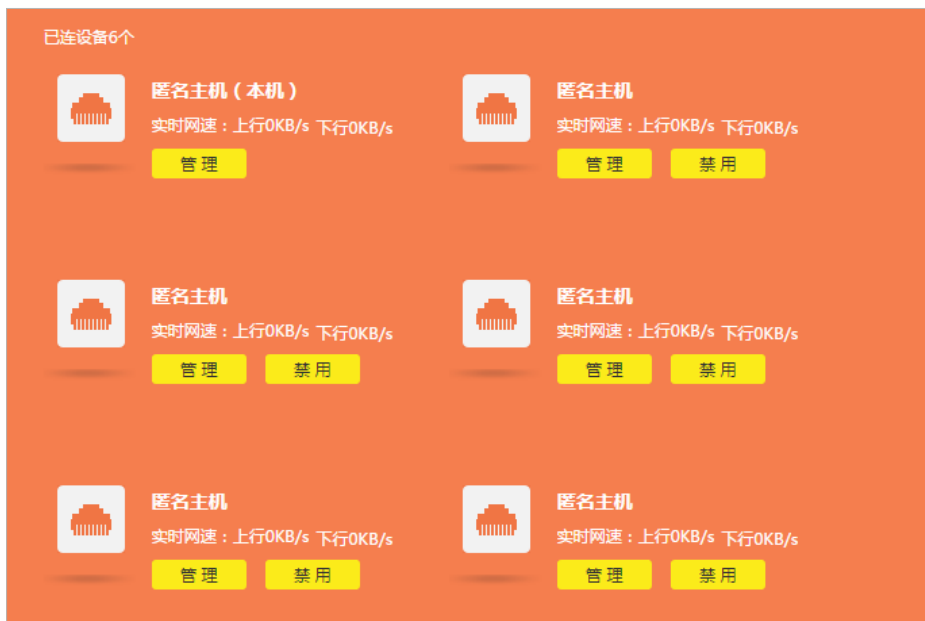 已连设备6个
匿名主机（本机）
实时网速：上行0KB/s 下行0KB/s
管 理
匿名主机
实时网速：上行0KB/s 下行0KB/s
管 理 禁 用
匿名主机
实时网速：上行0KB/s 下行0KB/s
管 理 禁 用
匿名主机
实时网速：上行0KB/s 下行0KB/s
管 理 禁 用
匿名主机
实时网速：上行0KB/s 下行0KB/s
管 理 禁 用
匿名主机
实时网速：上行0KB/s 下行0KB/s
管 理 禁 用